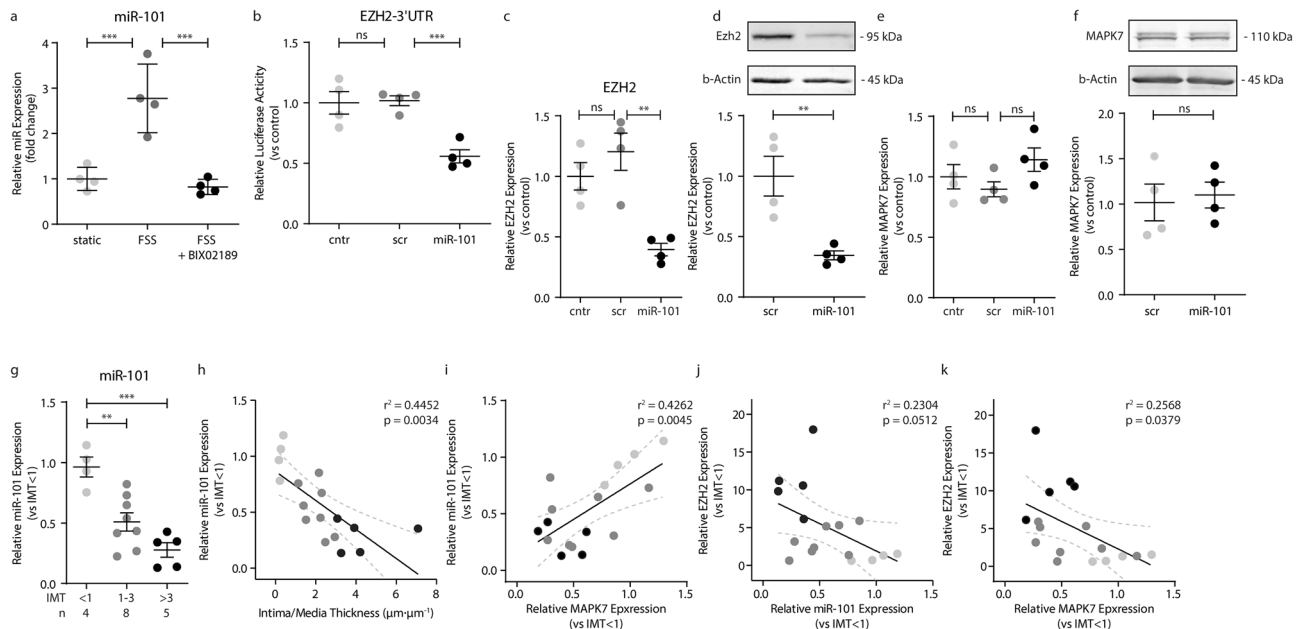 a
miR-101
***
***
4
3
2
1
0
Relative miR Expression
(fold change)
static
FSS
FSS
+ BIX02189
b
EZH2-3'UTR
ns
***
1.5
1.0
0.5
0.0
Relative Luciferase Activity
(vs control)
cntr
scr
miR-101
c
EZH2
ns
**
1.5
1.0
0.5
0.0
Relative EZH2 Expression
(vs control)
cntr
scr
miR-101
d
Ezh2
- 95 kDa
b-Actin
- 45 kDa
**
1.5
1.0
0.5
0.0
Relative EZH2 Expression
(vs control)
scr
miR-101
e
ns
ns
1.5
1.0
0.5
0.0
Relative MAPK7 Expression
(vs control)
cntr
scr
miR-101
f
MAPK7
- 110 kDa
b-Actin
- 45 kDa
ns
2.0
1.5
1.0
0.5
0.0
Relative MAPK7 Expression
(vs control)
scr
miR-101
g
miR-101
***
**
1.5
1.0
0.5
0.0
Relative miR-101 Expression
(vs IMT<1)
IMT <1 1-3 >3
n 4 8 5
h
r² = 0.4452
p = 0.0034
1.5
1.0
0.5
0.0
Relative miR-101 Expression
(vs IMT<1)
0 2 4 6 8
Intima/Media Thickness (µm·µm⁻¹)
i
r² = 0.4262
p = 0.0045
1.5
1.0
0.5
0.0
Relative miR-101 Expression
(vs IMT<1)
0.0 0.5 1.0 1.5
Relative MAPK7 Epxression
(vs IMT<1)
j
r² = 0.2304
p = 0.0512
20
15
10
5
0
Relative EZH2 Expression
(vs IMT<1)
0.0 0.5 1.0 1.5
Relative miR-101 Expression
(vs IMT<1)
k
r² = 0.2568
p = 0.0379
20
15
10
5
0
Relative EZH2 Expression
(vs IMT<1)
0.0 0.5 1.0 1.5
Relative MAPK7 Epxression
(vs IMT<1)